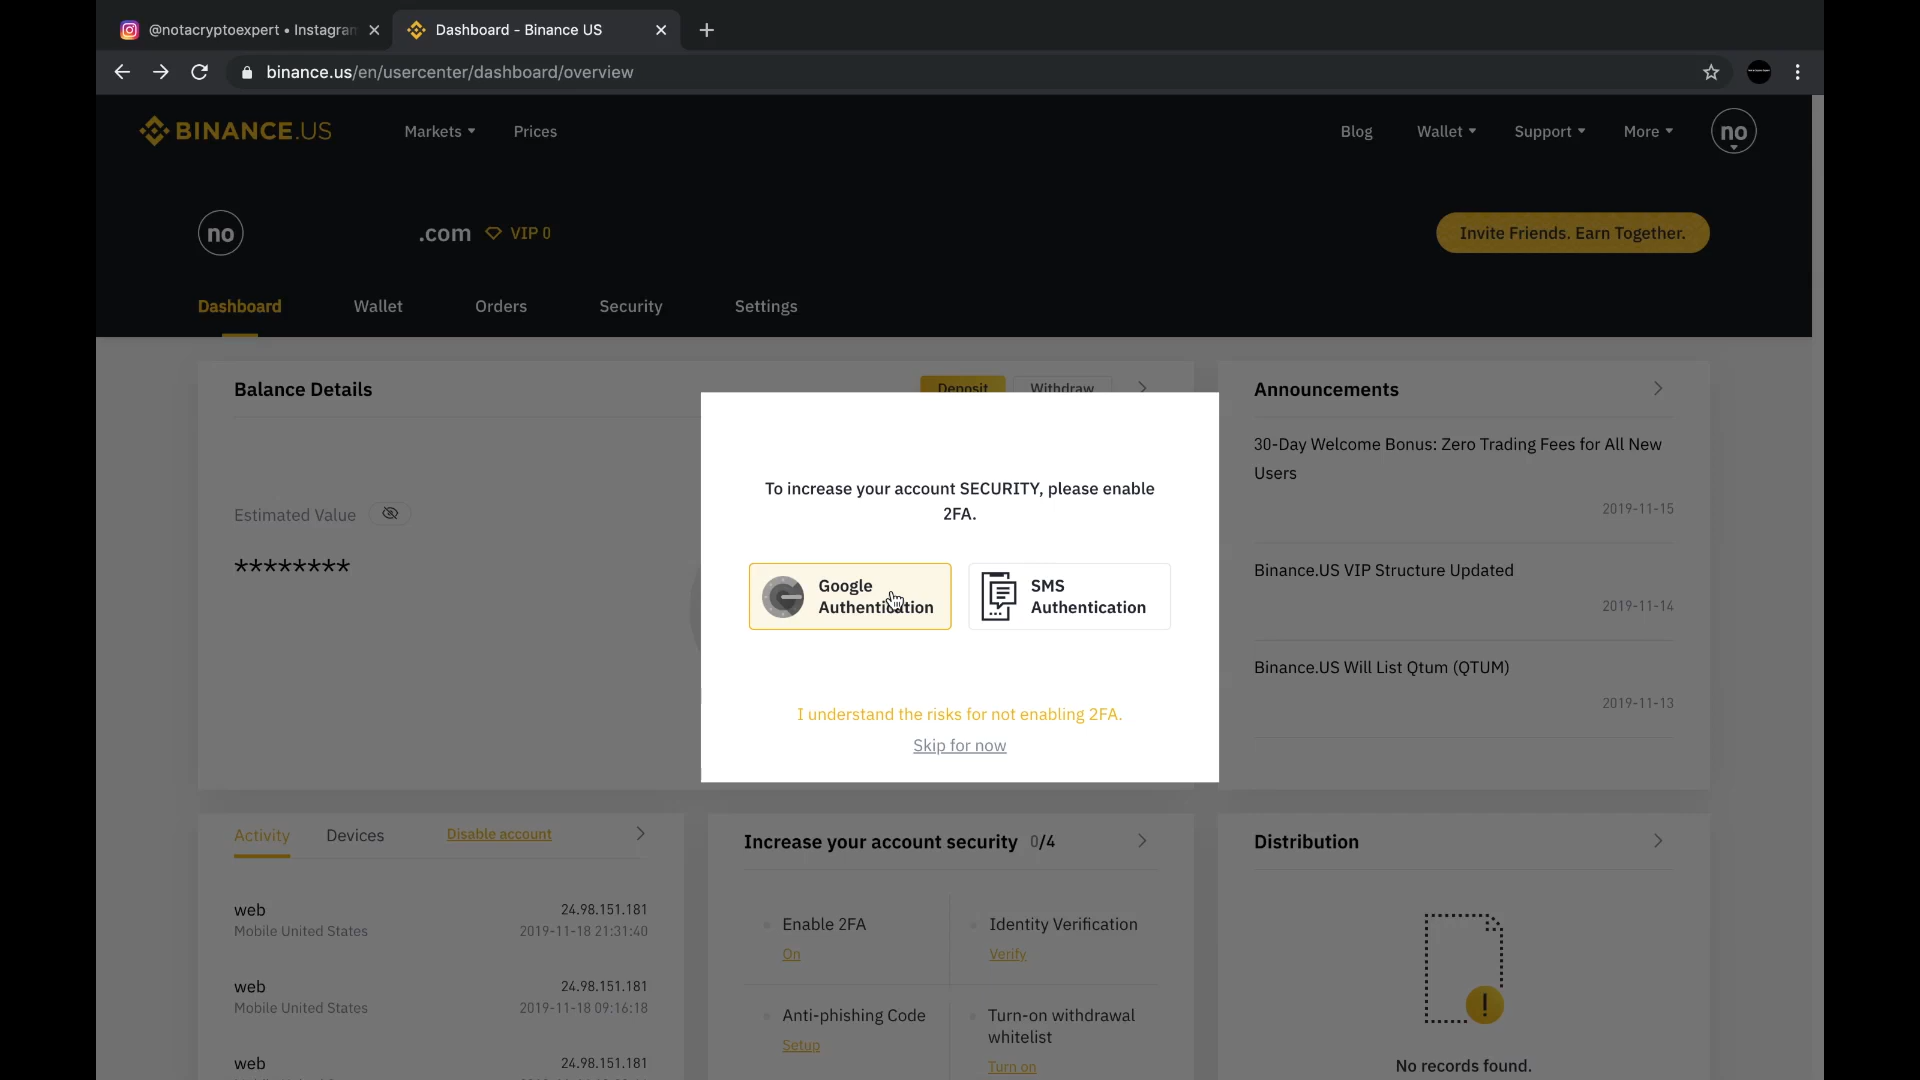 @notacryptoexpert • Instagram
Dashboard - Binance US
binance.us/en/usercenter/dashboard/overview
BINANCE.US
Markets
Prices
Blog
Wallet
Support
More
no
no
.com
VIP 0
Invite Friends. Earn Together.
Dashboard
Wallet
Orders
Security
Settings
Balance Details
Deposit
Withdraw
Estimated Value
********
To increase your account SECURITY, please enable
2FA.
Google
Authentication
SMS
Authentication
I understand the risks for not enabling 2FA.
Skip for now
Announcements
30-Day Welcome Bonus: Zero Trading Fees for All New
Users
2019-11-15
Binance.US VIP Structure Updated
2019-11-14
Binance.US Will List Qtum (QTUM)
2019-11-13
Activity
Devices
Disable account
web
24.98.151.181
Mobile United States
2019-11-18 21:31:40
web
24.98.151.181
Mobile United States
2019-11-18 09:16:18
web
24.98.151.181
Increase your account security 0/4
Enable 2FA
On
Identity Verification
Verify
Anti-phishing Code
Setup
Turn-on withdrawal
whitelist
Turn on
Distribution
No records found.